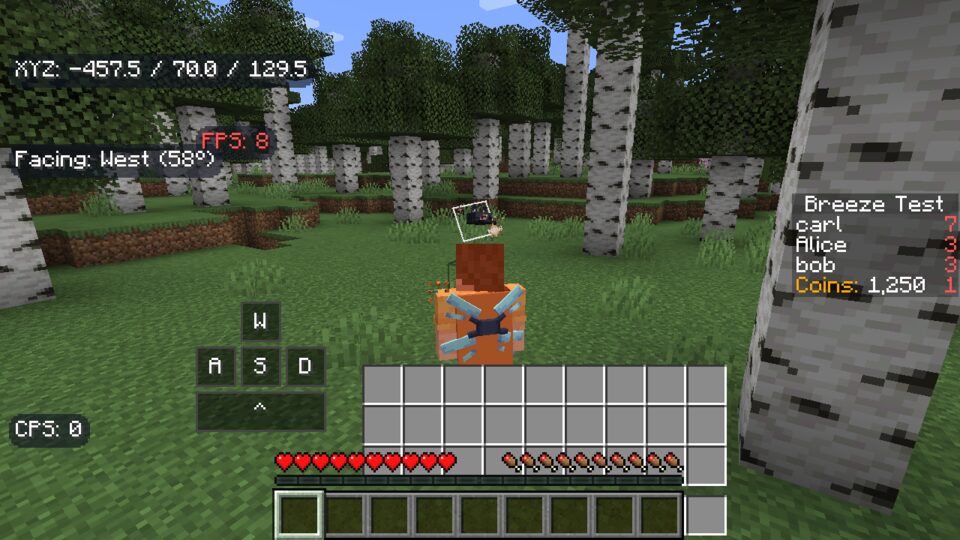 XYZ: -457.5 / 70.0 / 129.5
FPS: 8
Facing: West (58º)
Breeze Test
carl 7
Alice 3
bob 3
Coins: 1,250 1
W
A S D
^
CPS: 0